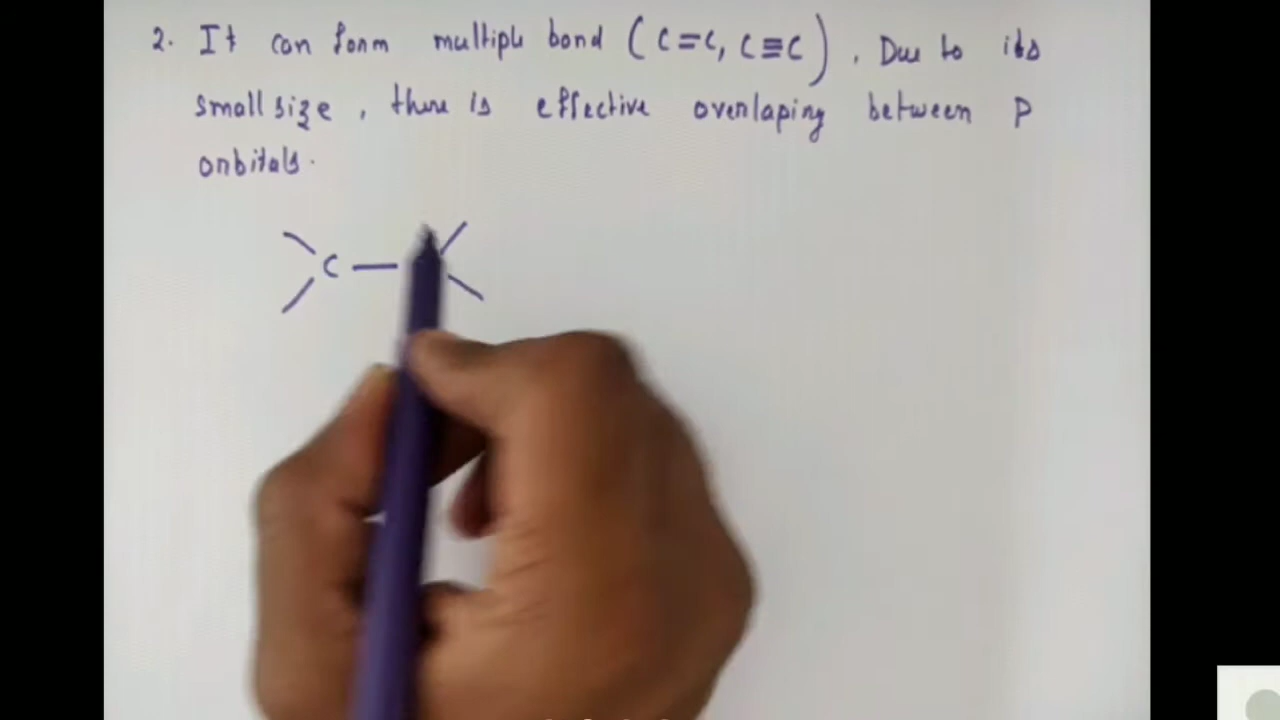 2. It can form multiple bond (C=C, C≡C). Due to its
small size, there is effective overlaping between P
orbitals.
C —